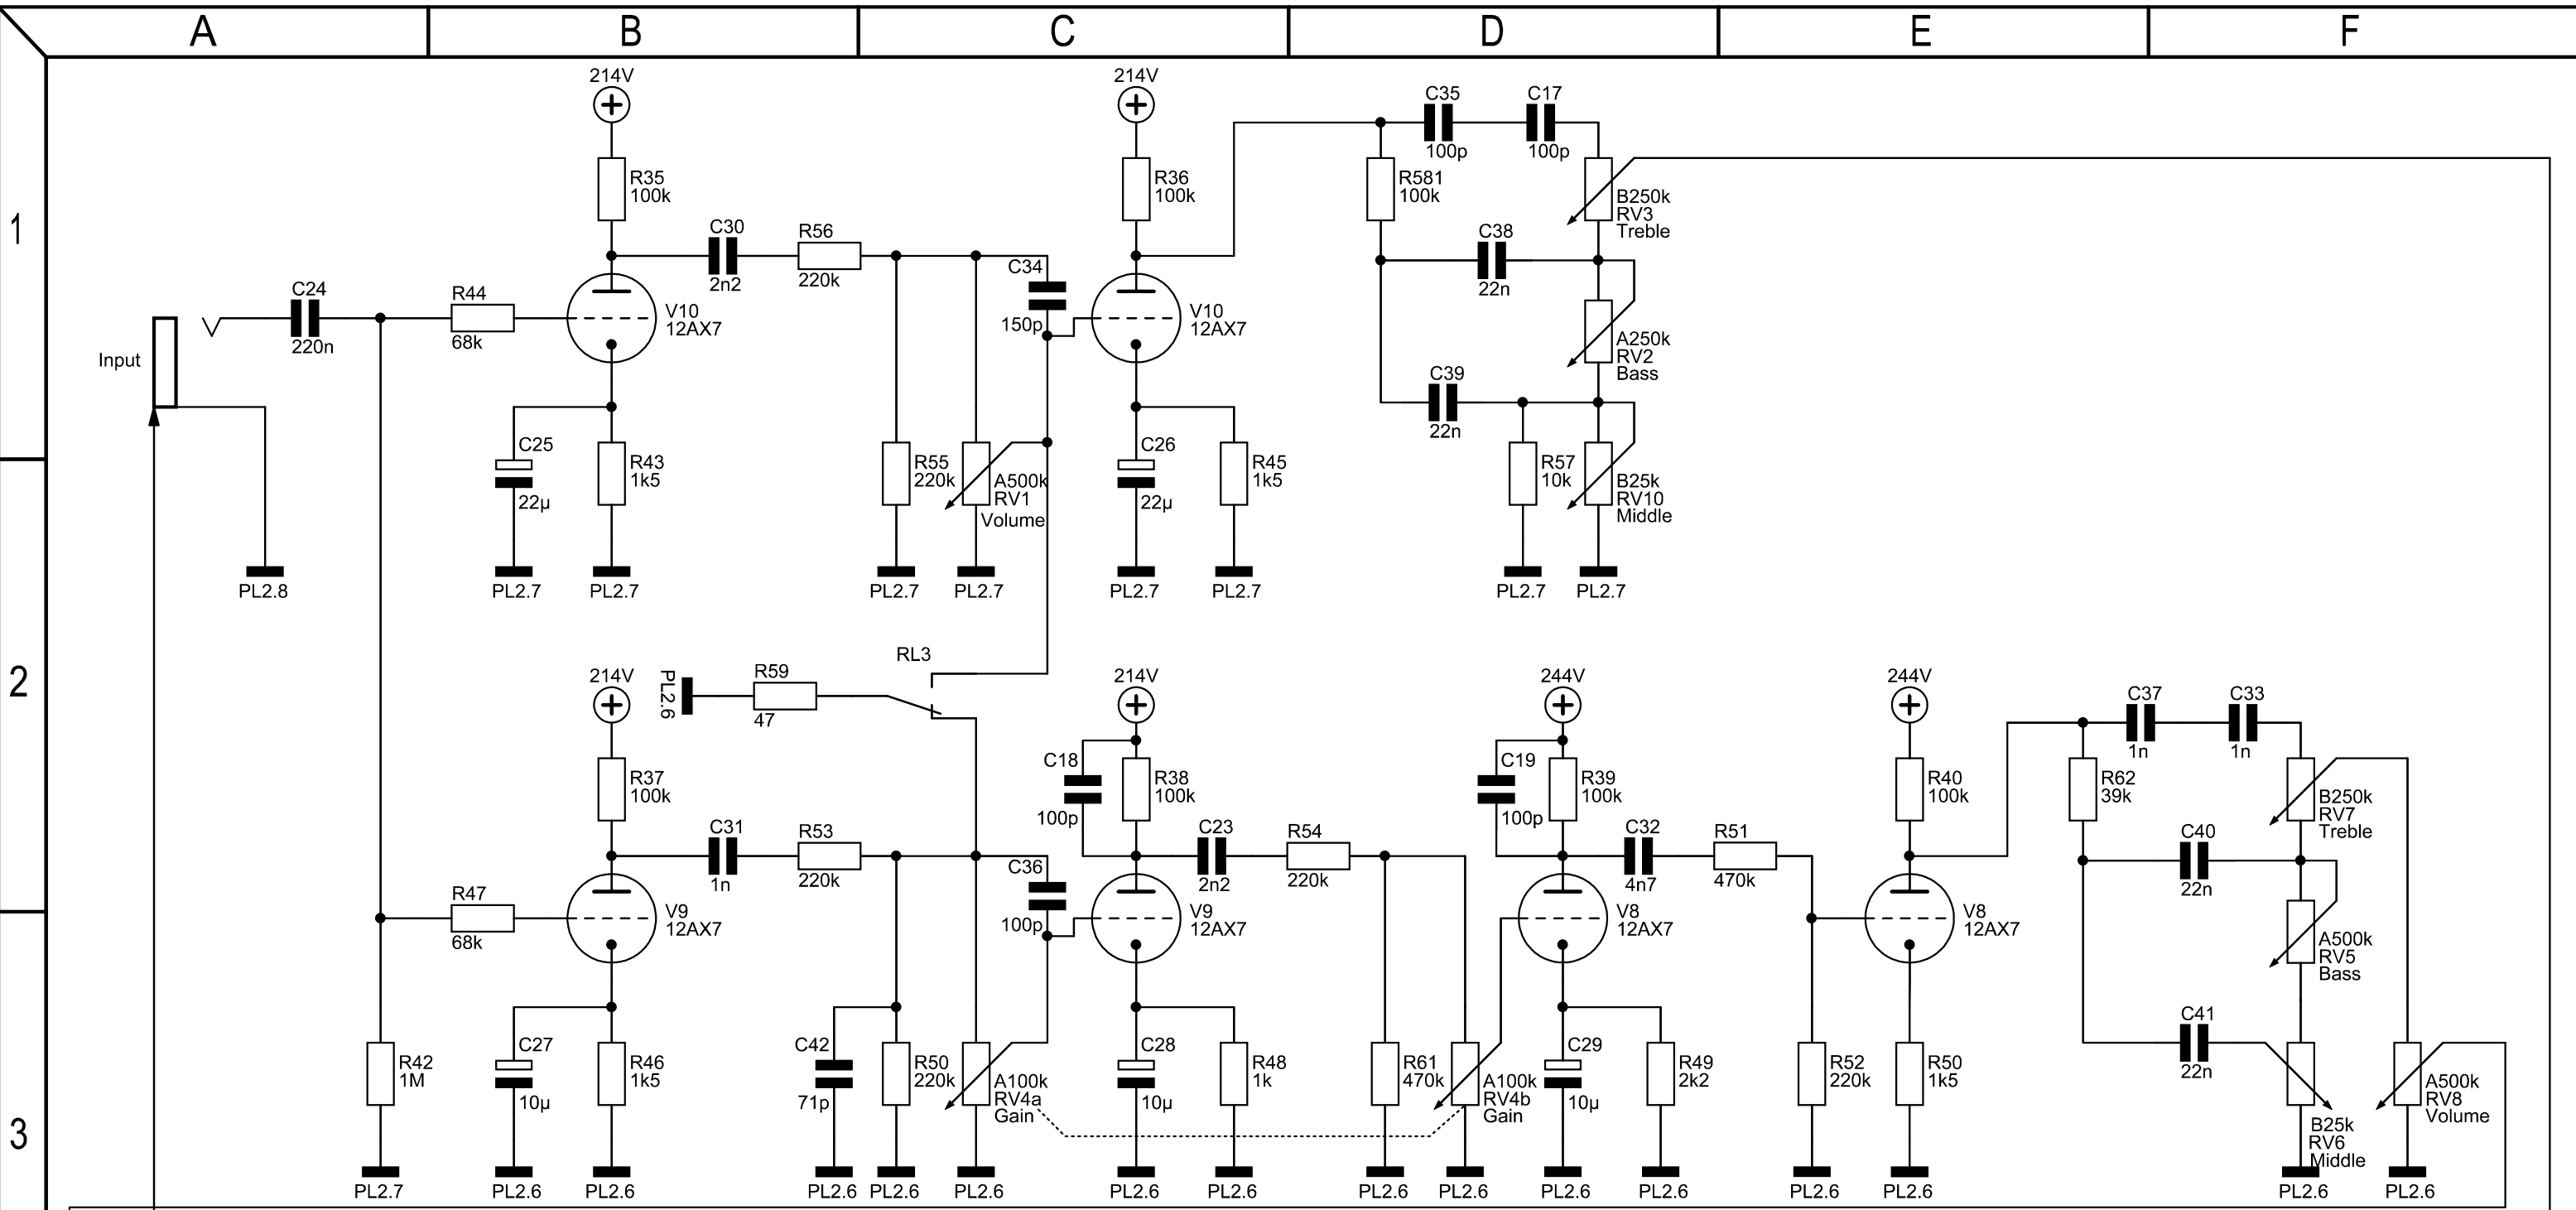 A B C D E F
1
2
3
214V
R35
100k
C30
2n2
R56
220k
C24
220n
R44
68k
V10
12AX7
Input
C25
22µ
R43
1k5
R55
220k
A500k
RV1
Volume
PL2.8
PL2.7
PL2.7
PL2.7
PL2.7
214V
R36
100k
C34
150p
V10
12AX7
C26
22µ
R45
1k5
PL2.7
PL2.7
C35
100p
C17
100p
R581
100k
B250k
RV3
Treble
C38
22n
A250k
RV2
Bass
C39
22n
R57
10k
B25k
RV10
Middle
PL2.7
PL2.7
RL3
PL2.6
R59
47
214V
R37
100k
C31
1n
R53
220k
R47
68k
V9
12AX7
R42
1M
PL2.7
C27
10µ
R46
1k5
PL2.6
PL2.6
C42
71p
R50
220k
A100k
RV4a
Gain
PL2.6
PL2.6
PL2.6
214V
C18
100p
R38
100k
C36
100p
C23
2n2
R54
220k
V9
12AX7
C28
10µ
R48
1k
PL2.6
PL2.6
R61
470k
A100k
RV4b
Gain
PL2.6
PL2.6
244V
C19
100p
R39
100k
C32
4n7
R51
470k
V8
12AX7
C29
10µ
R49
2k2
PL2.6
PL2.6
244V
R40
100k
V8
12AX7
R52
220k
R50
1k5
PL2.6
PL2.6
C37
1n
C33
1n
R62
39k
B250k
RV7
Treble
C40
22n
A500k
RV5
Bass
C41
22n
B25k
RV6
Middle
A500k
RV8
Volume
PL2.6
PL2.6